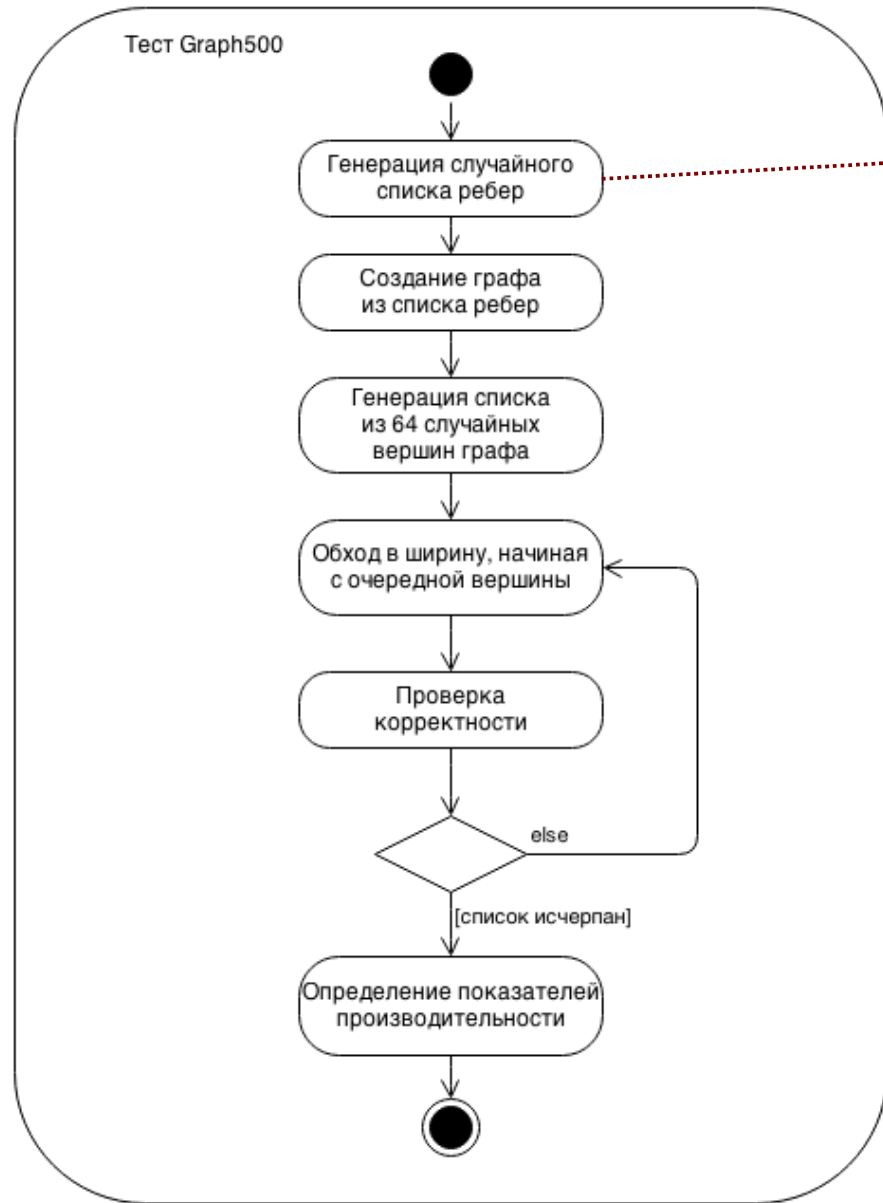 Тест Graph500
Генерация случайного
списка ребер
Создание графа
из списка ребер
Генерация списка
из 64 случайных
вершин графа
Обход в ширину, начиная
с очередной вершины
Проверка
корректности
else
[список исчерпан]
Определение показателей
производительности